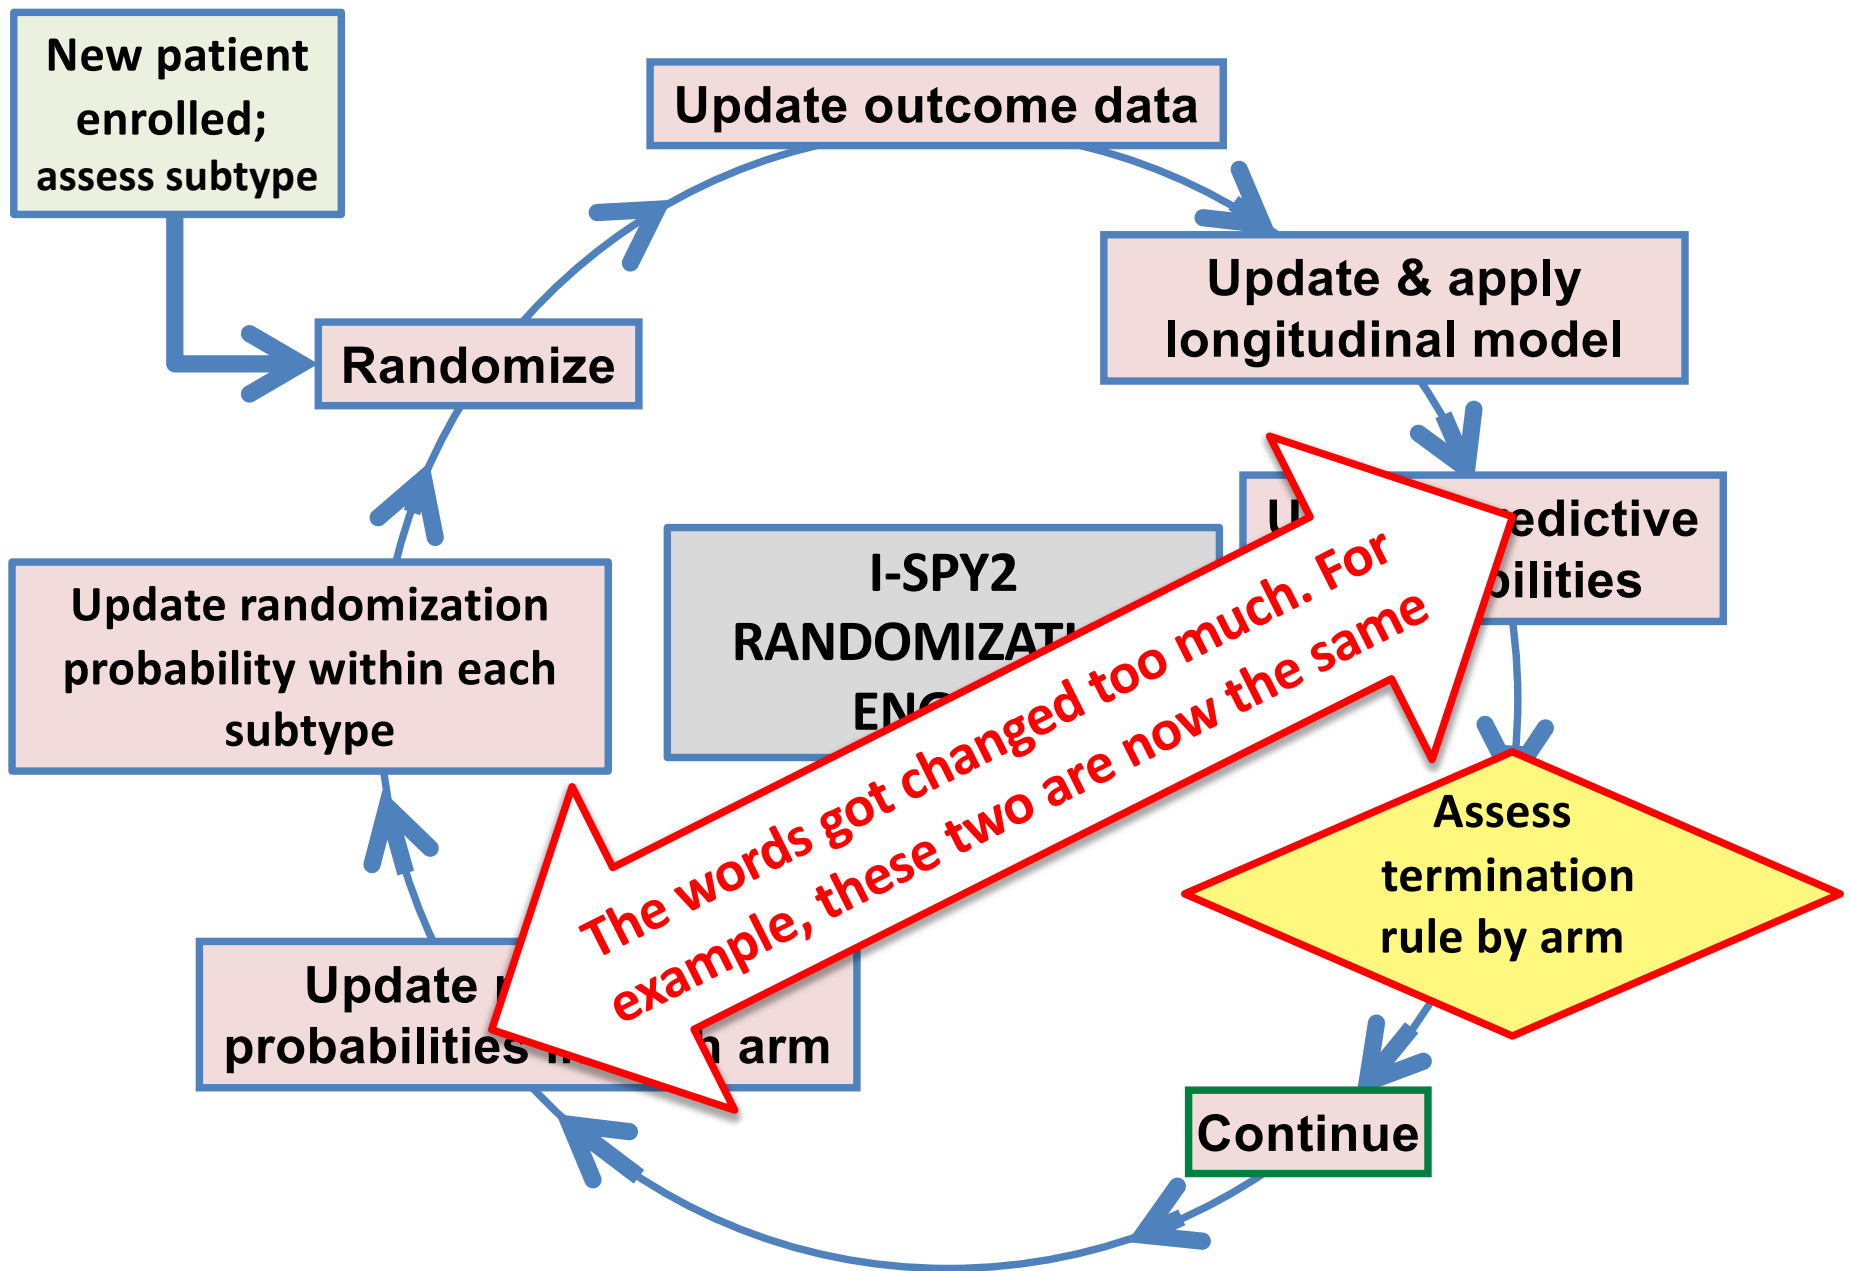 New patient
enrolled;
assess subtype
Update outcome data
Update & apply
longitudinal model
Randomize
edictive
bilities
I-SPY2
RANDOMIZATI
ENG
Update randomization
probability within each
subtype
The words got changed too much. For
example, these two are now the same
Assess
termination
rule by arm
Update
probabilities arm
Continue